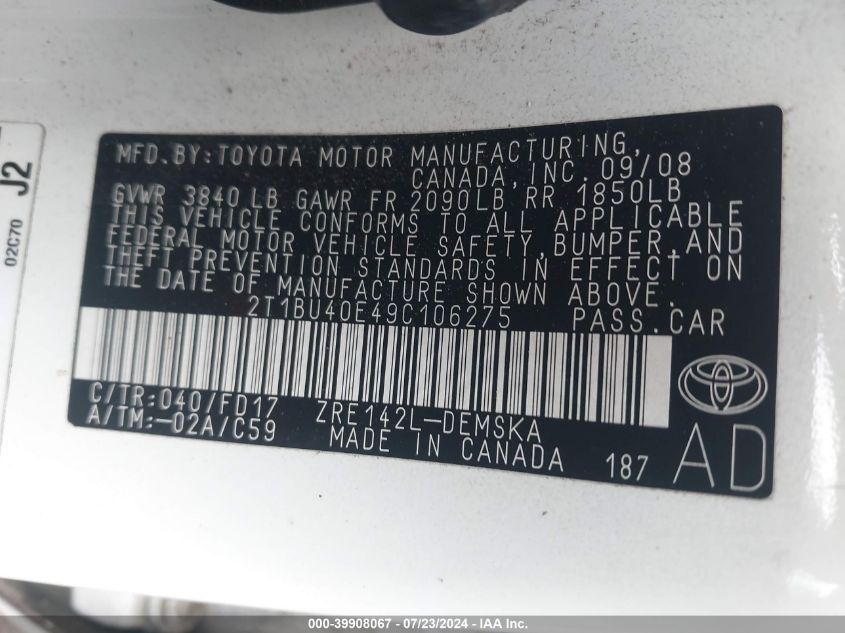 MFD.BY:TOYOTA MOTOR MANUFACTURING,
CANADA,INC. 09/08
GVWR 3840 LB GAWR FR 2090LB RR 1850LB
THIS VEHICLE CONFORMS TO ALL APPLICABLE
FEDERAL MOTOR VEHICLE SAFETY,BUMPER,AND
THEFT PREVENTION STANDARDS IN EFFECT ON
THE DATE OF MANUFACTURE SHOWN ABOVE.
2T1BU40E49C106275 PASS.CAR
C/TR:040/FD17 ZRE142L-DEMSKA
A/TM:-02A/C59 MADE IN CANADA 187 AD
J2
02C70
000-39908067 / 07/23/2024 - IAA Inc.